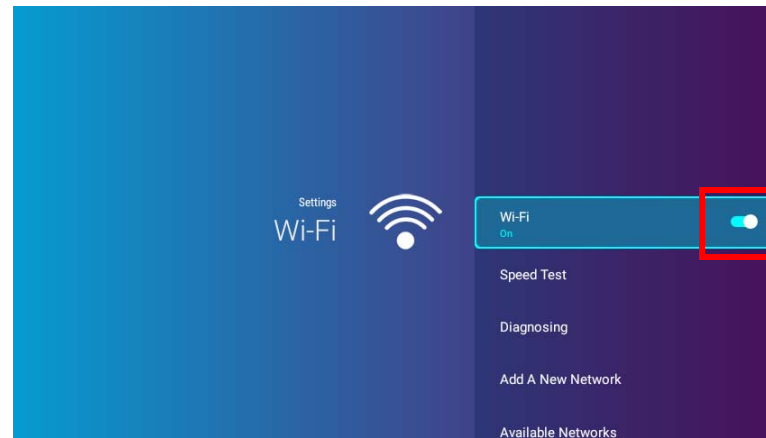 Settings
Wi-Fi
Wi-Fi
On
Speed Test
Diagnosing
Add A New Network
Available Networks